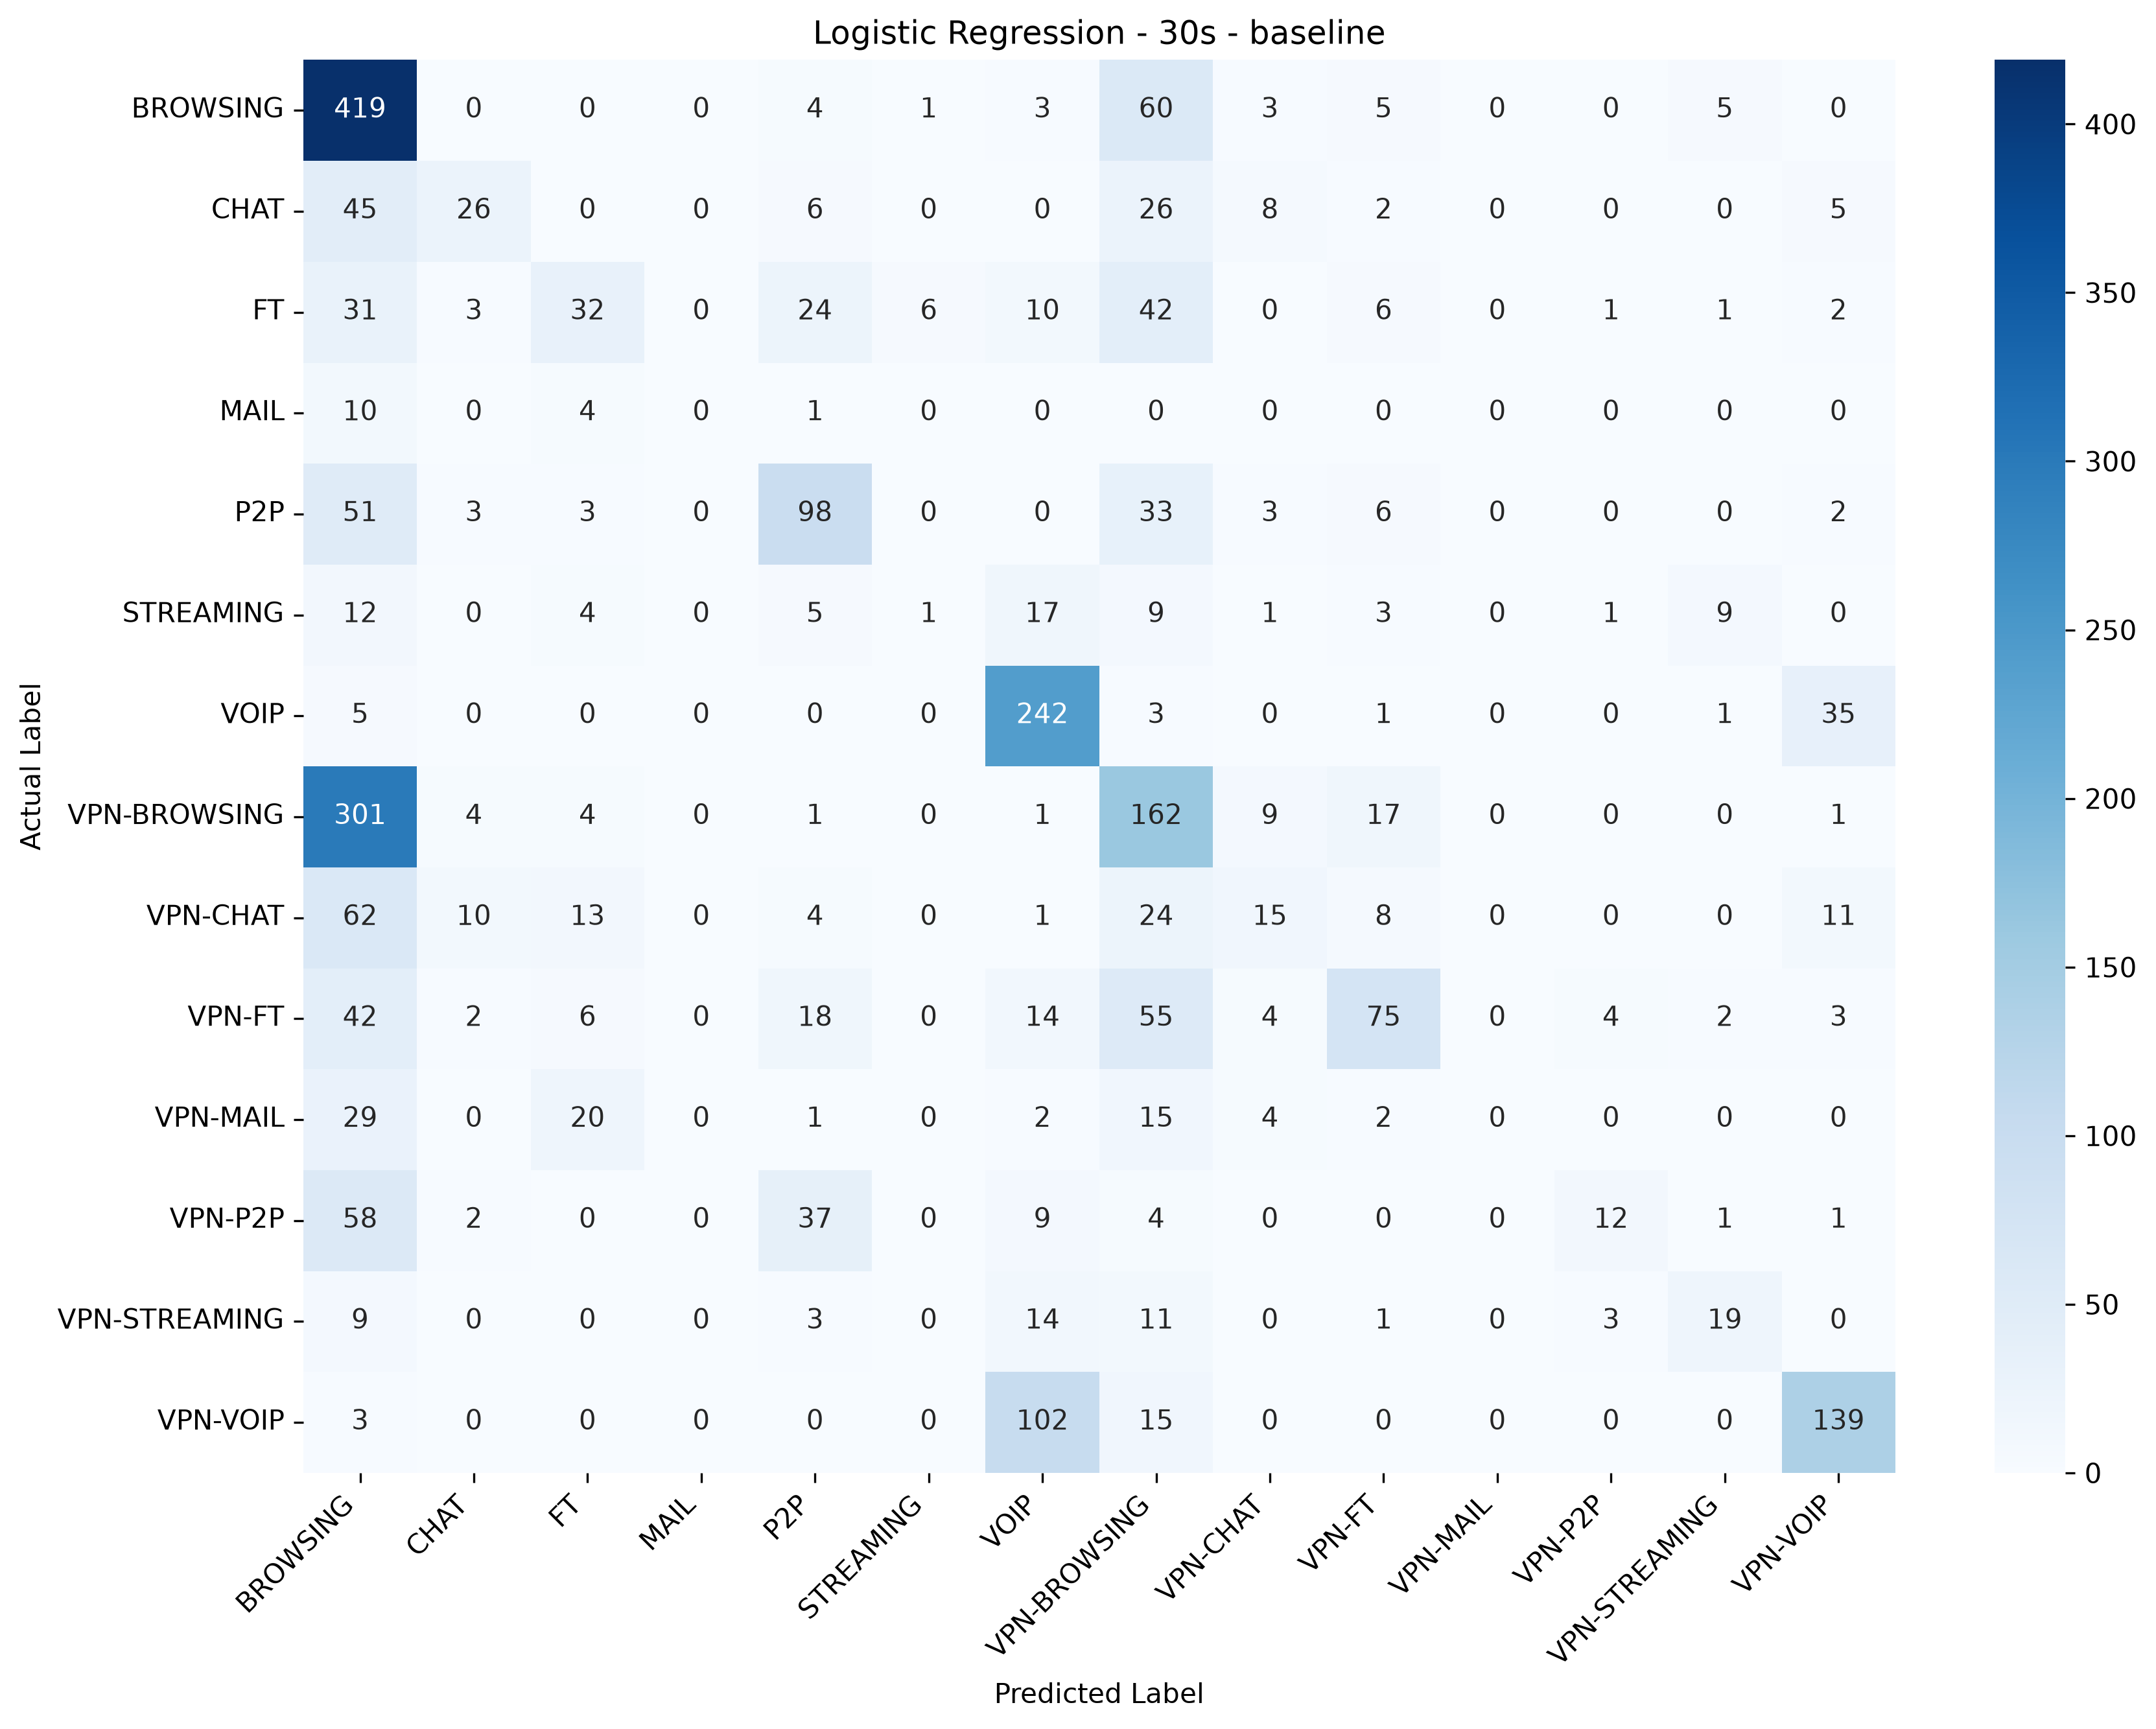 Logistic Regression - 30s - baseline
BROWSING 419 0 0 0 4 1 3 60 3 5 0 0 5 0
CHAT 45 26 0 0 6 0 0 26 8 2 0 0 0 5
FT 31 3 32 0 24 6 10 42 0 6 0 1 1 2
MAIL 10 0 4 0 1 0 0 0 0 0 0 0 0 0
P2P 51 3 3 0 98 0 0 33 3 6 0 0 0 2
STREAMING 12 0 4 0 5 1 17 9 1 3 0 1 9 0
VOIP 5 0 0 0 0 0 242 3 0 1 0 0 1 35
VPN-BROWSING 301 4 4 0 1 0 1 162 9 17 0 0 0 1
VPN-CHAT 62 10 13 0 4 0 1 24 15 8 0 0 0 11
VPN-FT 42 2 6 0 18 0 14 55 4 75 0 4 2 3
VPN-MAIL 29 0 20 0 1 0 2 15 4 2 0 0 0 0
VPN-P2P 58 2 0 0 37 0 9 4 0 0 0 12 1 1
VPN-STREAMING 9 0 0 0 3 0 14 11 0 1 0 3 19 0
VPN-VOIP 3 0 0 0 0 0 102 15 0 0 0 0 0 139
BROWSING CHAT FT MAIL P2P STREAMING VOIP VPN-BROWSING VPN-CHAT VPN-FT VPN-MAIL VPN-P2P VPN-STREAMING VPN-VOIP
Predicted Label
Actual Label
400
350
300
250
200
150
100
50
0